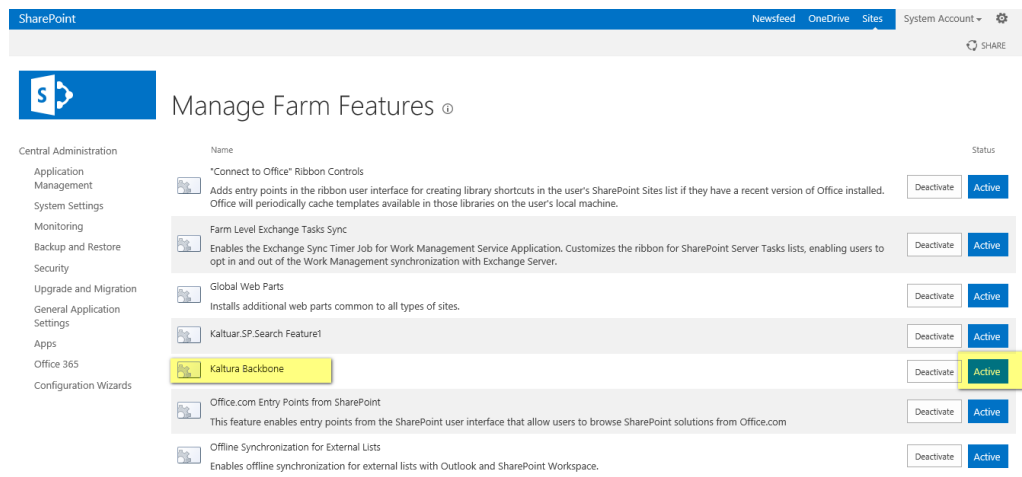 SharePoint
Newsfeed OneDrive Sites System Account
SHARE
S
Manage Farm Features
Central Administration
Application
Management
System Settings
Monitoring
Backup and Restore
Security
Upgrade and Migration
General Application
Settings
Apps
Office 365
Configuration Wizards
Name Status
"Connect to Office" Ribbon Controls
Adds entry points in the ribbon user interface for creating library shortcuts in the user's SharePoint Sites list if they have a recent version of Office installed.
Office will periodically cache templates available in those libraries on the user's local machine.
Deactivate Active
Farm Level Exchange Tasks Sync
Enables the Exchange Sync Timer Job for Work Management Service Application. Customizes the ribbon for SharePoint Server Tasks lists, enabling users to
opt in and out of the Work Management synchronization with Exchange Server.
Deactivate Active
Global Web Parts
Installs additional web parts common to all types of sites.
Deactivate Active
Kaltuar.SP.Search Feature1
Deactivate Active
Kaltura Backbone
Deactivate Active
Office.com Entry Points from SharePoint
This feature enables entry points from the SharePoint user interface that allow users to browse SharePoint solutions from Office.com
Deactivate Active
Offline Synchronization for External Lists
Enables offline synchronization for external lists with Outlook and SharePoint Workspace.
Deactivate Active